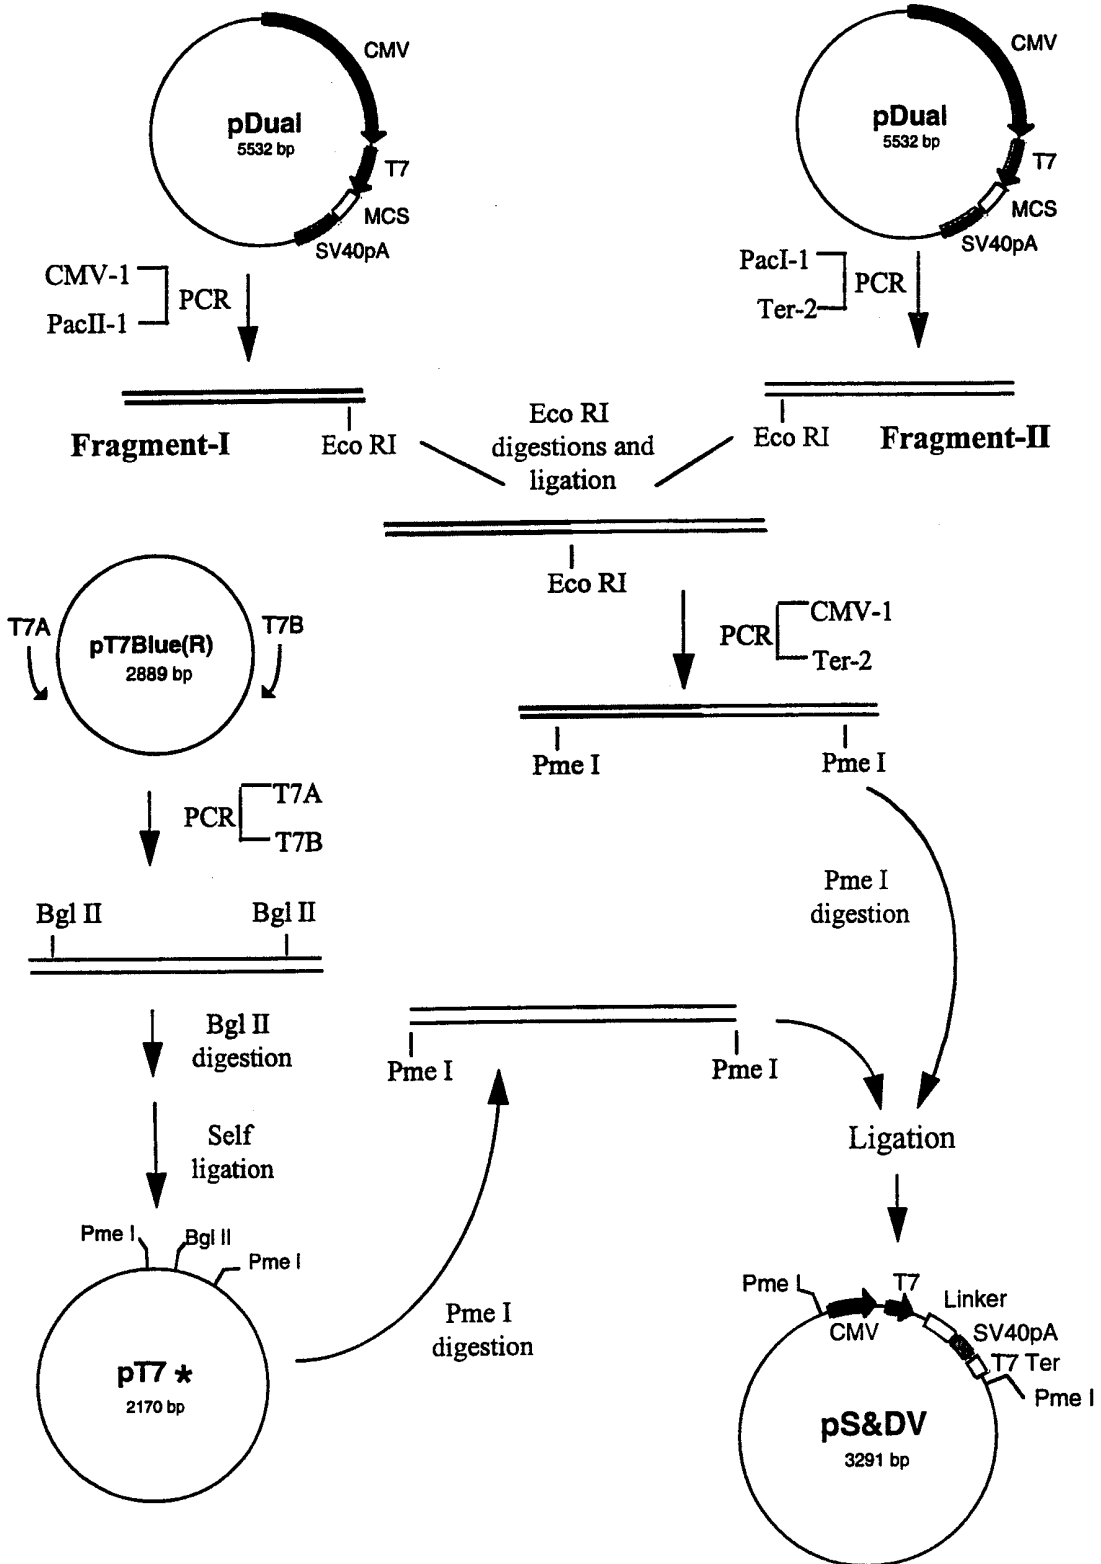 CMV
pDual
5532 bp
T7
MCS
SV40pA
CMV
pDual
5532 bp
T7
MCS
SV40pA
CMV-1
PCR
PacII-1
PacI-1
PCR
Ter-2
Fragment-I
Eco RI
Eco RI
digestions and
ligation
Eco RI
Fragment-II
Eco RI
T7A
T7B
pT7Blue(R)
2889 bp
PCR
CMV-1
Ter-2
Pme I
Pme I
PCR
T7A
T7B
Pme I
digestion
Bgl II
Bgl II
Bgl II
digestion
Pme I
Pme I
Self
ligation
Ligation
Pme I
Bgl II
Pme I
pT7 *
2170 bp
Pme I
digestion
Pme I
T7
Linker
CMV
SV40pA
T7 Ter
Pme I
pS&DV
3291 bp